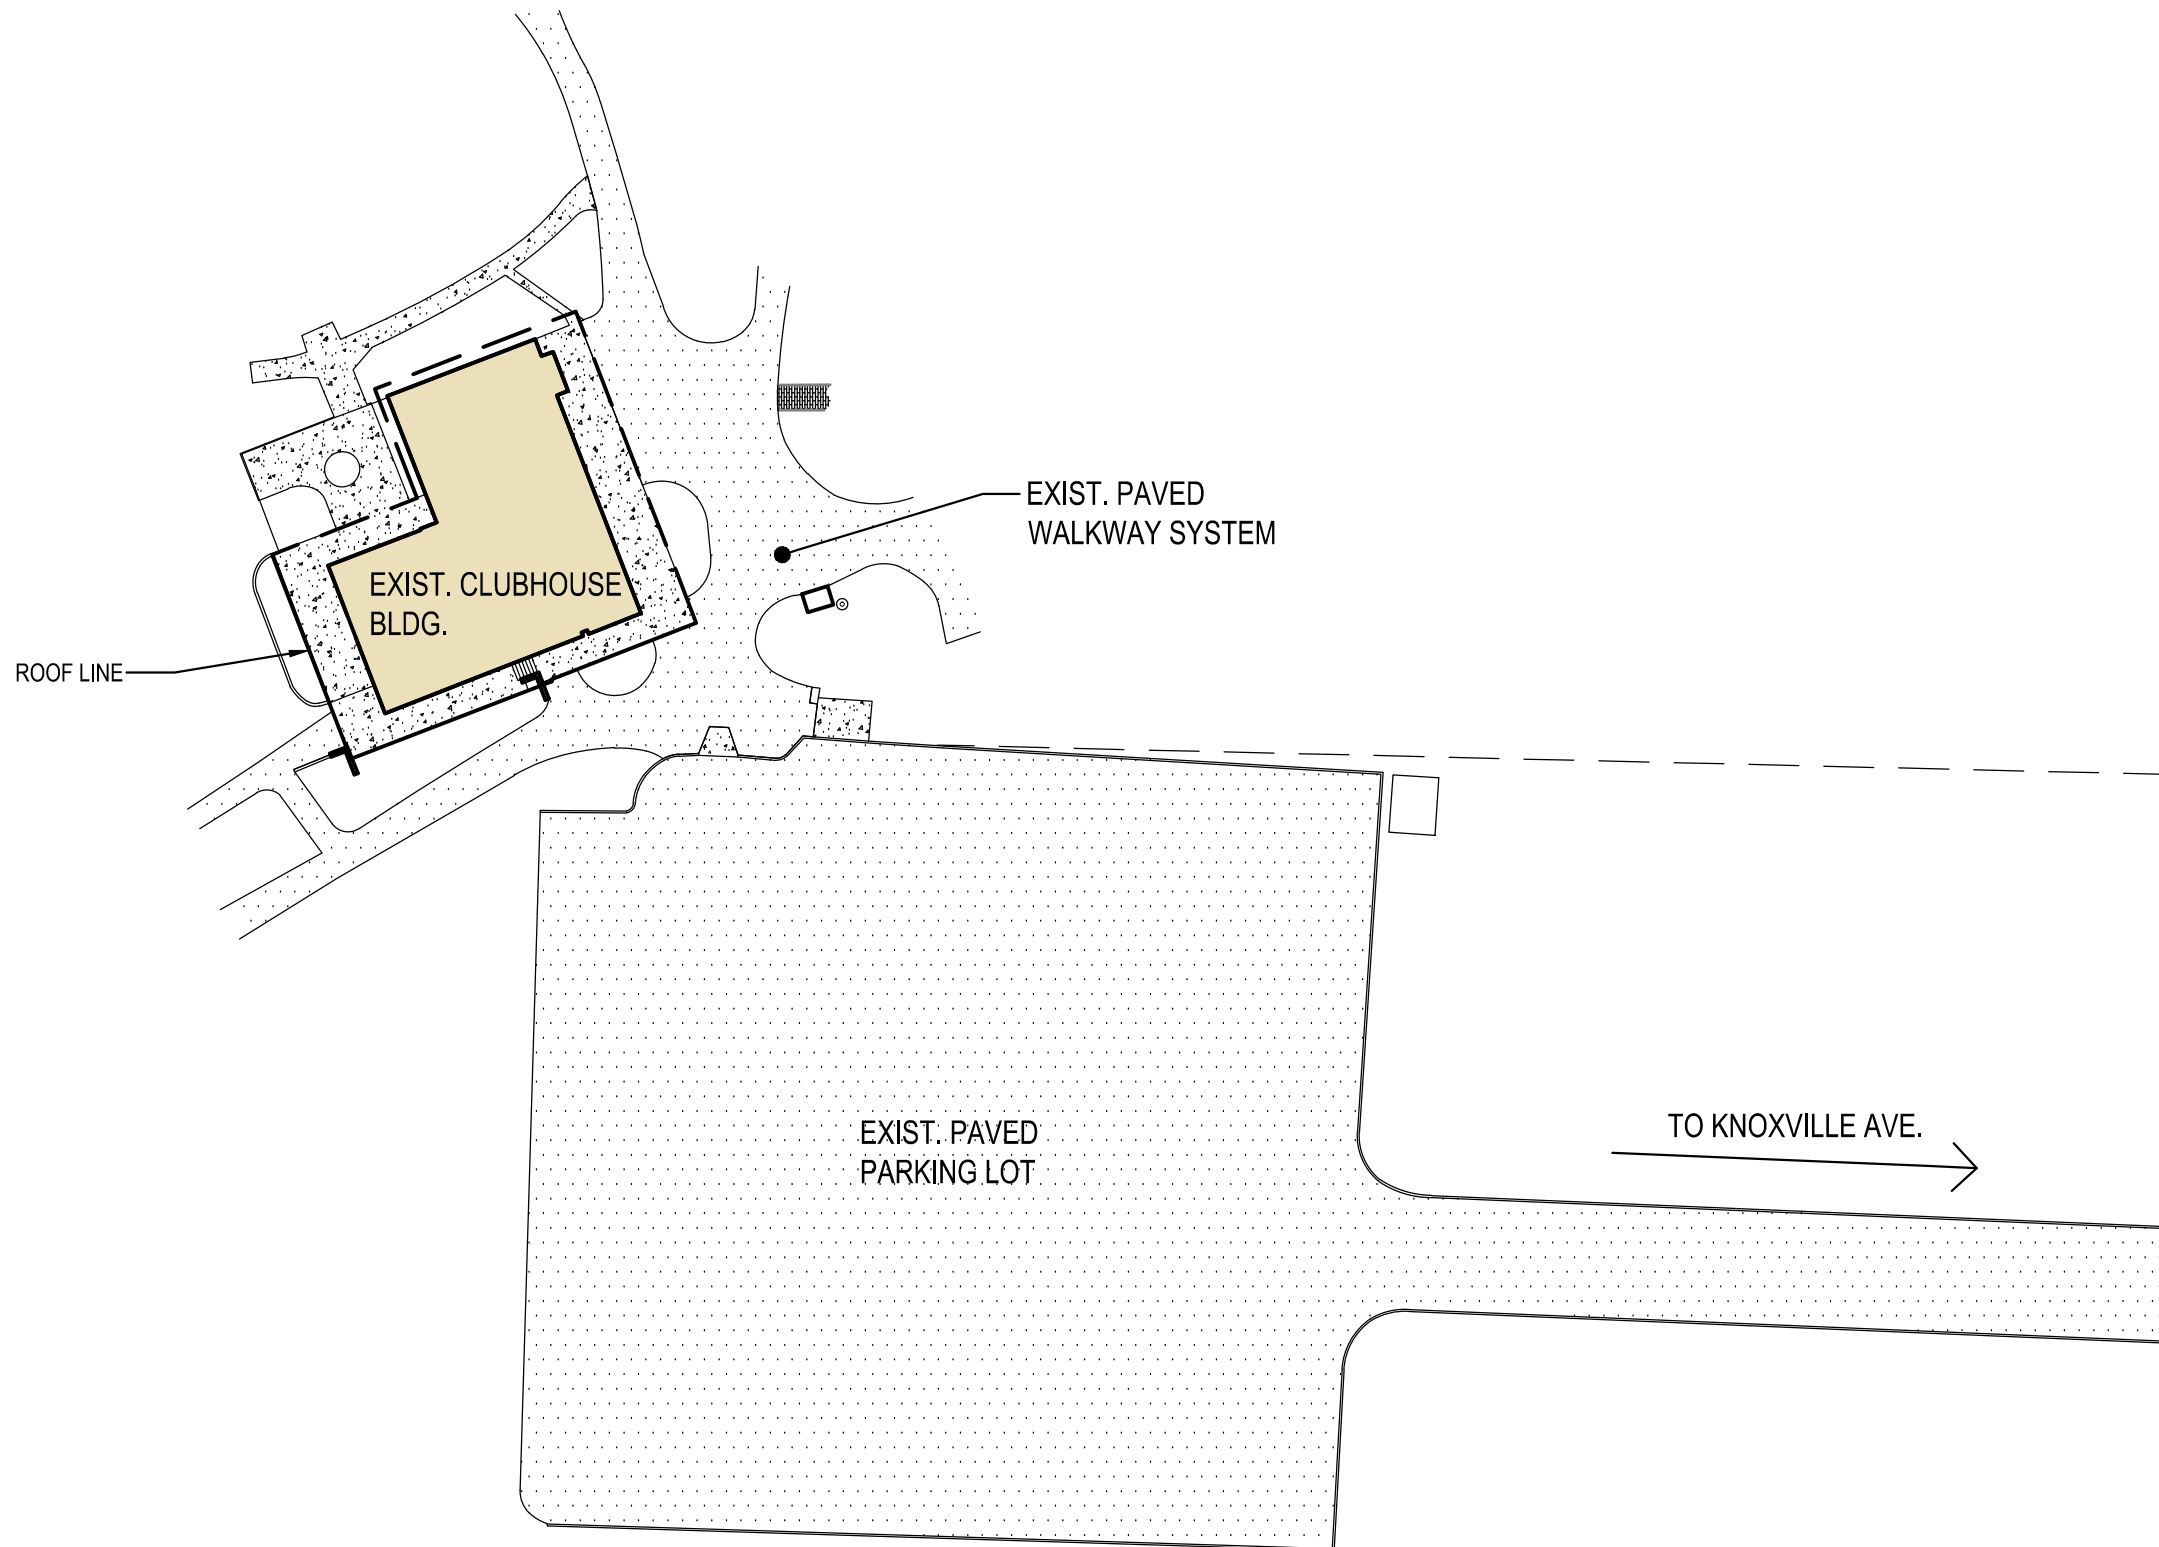 EXIST. PAVED
WALKWAY SYSTEM
EXIST. CLUBHOUSE
BLDG.
ROOF LINE
EXIST. PAVED
PARKING LOT
TO KNOXVILLE AVE.